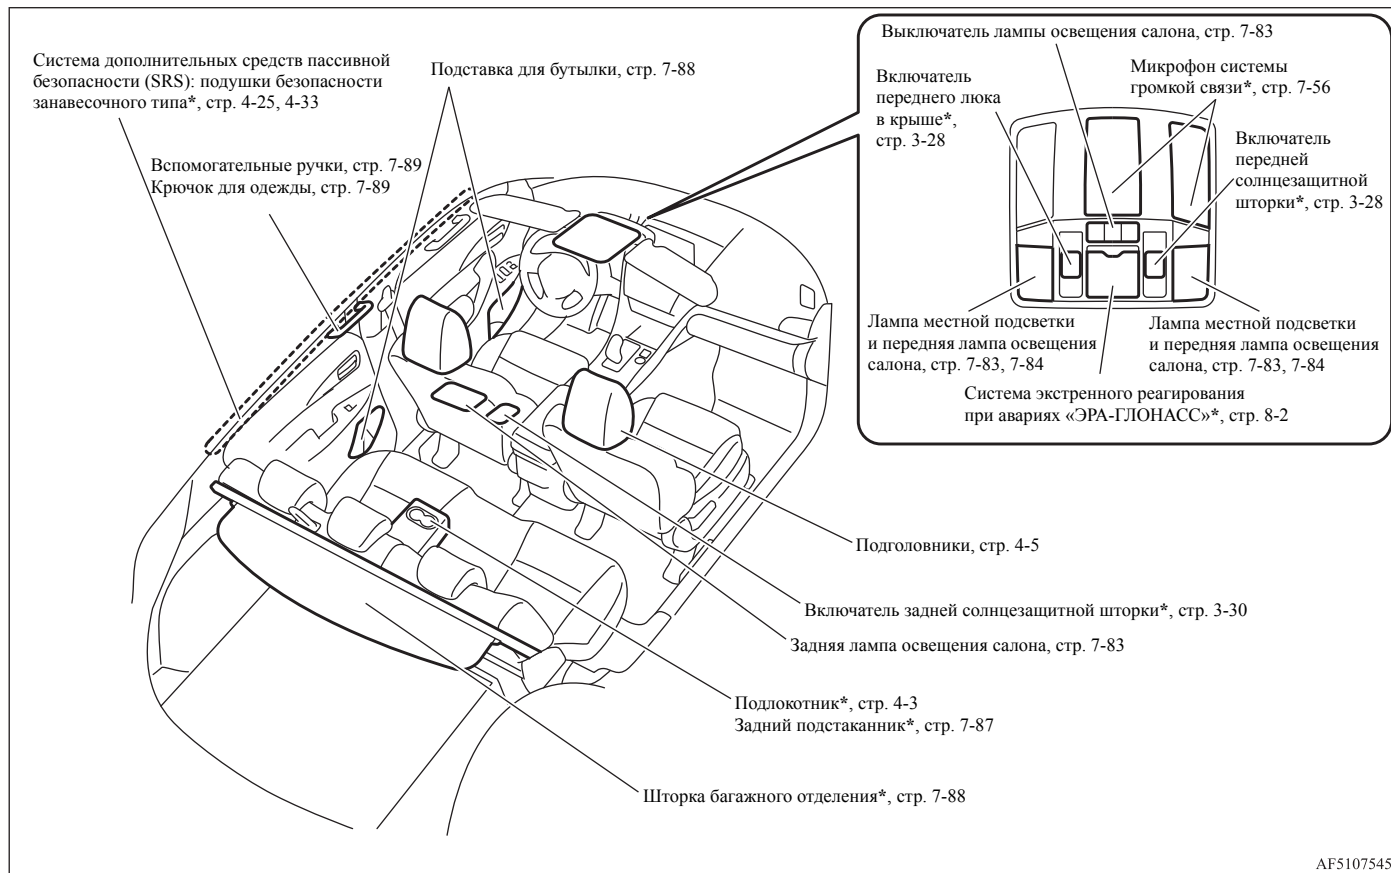 Система дополнительных средств пассивной
безопасности (SRS): подушки безопасности
занавесочного типа*, стр. 4-25, 4-33
Подставка для бутылки, стр. 7-88
Вспомогательные ручки, стр. 7-89
Крючок для одежды, стр. 7-89
Выключатель лампы освещения салона, стр. 7-83
Включатель
переднего люка
в крыше*,
стр. 3-28
Микрофон системы
громкой связи*, стр. 7-56
Включатель
передней
солнцезащитной
шторки*, стр. 3-28
Лампа местной подсветки
и передняя лампа освещения
салона, стр. 7-83, 7-84
Лампа местной подсветки
и передняя лампа освещения
салона, стр. 7-83, 7-84
Система экстренного реагирования
при авариях «ЭРА-ГЛОНАСС»*, стр. 8-2
Подголовники, стр. 4-5
Включатель задней солнцезащитной шторки*, стр. 3-30
Задняя лампа освещения салона, стр. 7-83
Подлокотник*, стр. 4-3
Задний подстаканник*, стр. 7-87
Шторка багажного отделения*, стр. 7-88
AF5107545